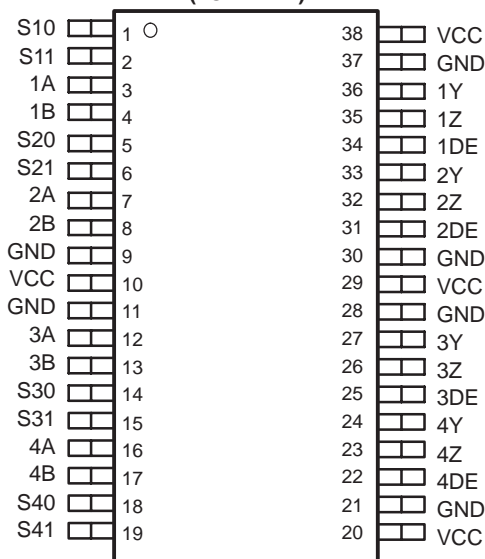 S10 1 38 VCC
S11 2 37 GND
1A 3 36 1Y
1B 4 35 1Z
S20 5 34 1DE
S21 6 33 2Y
2A 7 32 2Z
2B 8 31 2DE
GND 9 30 GND
VCC 10 29 VCC
GND 11 28 GND
3A 12 27 3Y
3B 13 26 3Z
S30 14 25 3DE
S31 15 24 4Y
4A 16 23 4Z
4B 17 22 4DE
S40 18 21 GND
S41 19 20 VCC